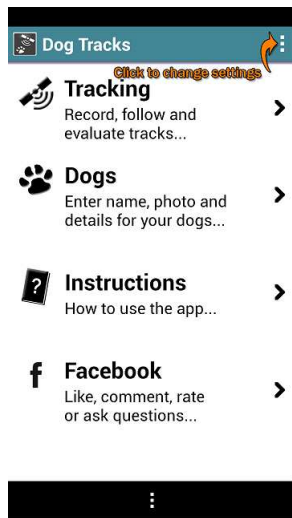 Dog Tracks
Click to change settings
Tracking
Record, follow and
evaluate tracks...
Dogs
Enter name, photo and
details for your dogs...
?
Instructions
How to use the app...
f
Facebook
Like, comment, rate
or ask questions...